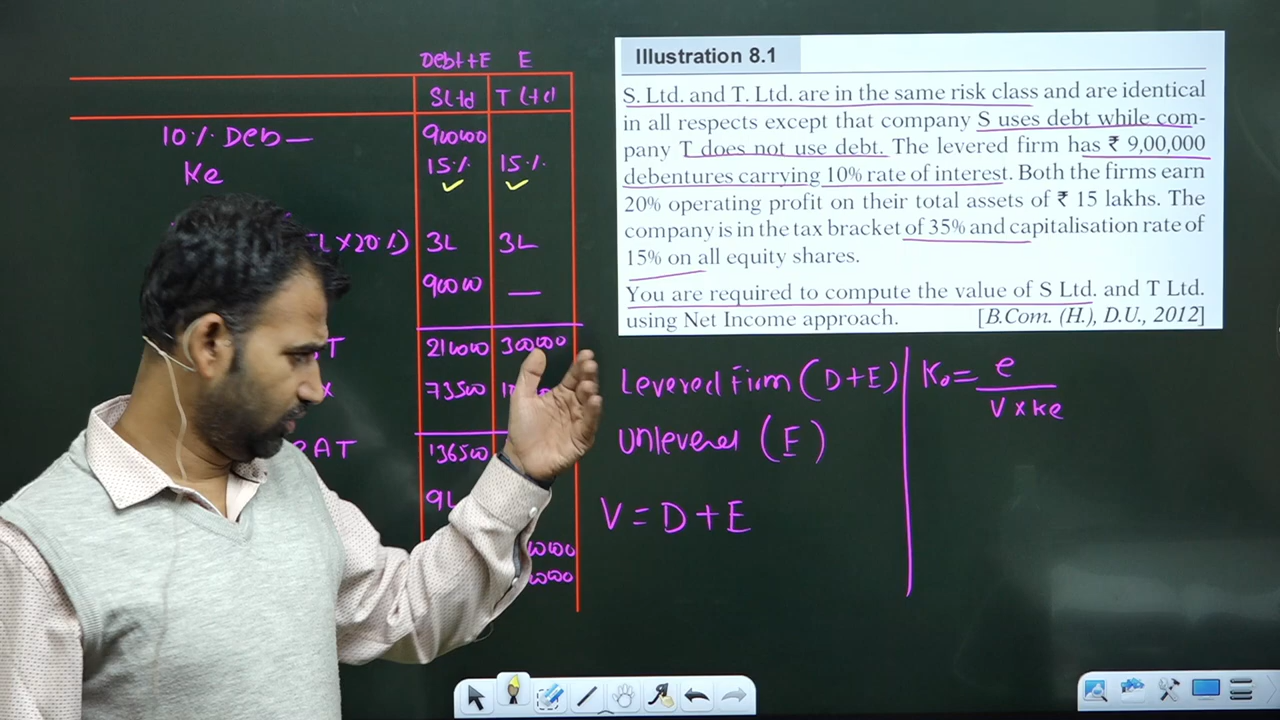 Debt+E E
S Ltd T Ltd
10% Deb — 900000
Ke 15% 15%
L X 20%) 3L 3L
90000 —
210000 300000
73500
136500
9L
V = D + E
Illustration 8.1
S. Ltd. and T. Ltd. are in the same risk class and are identical
in all respects except that company S uses debt while com-
pany T does not use debt. The levered firm has ₹ 9,00,000
debentures carrying 10% rate of interest. Both the firms earn
20% operating profit on their total assets of ₹ 15 lakhs. The
company is in the tax bracket of 35% and capitalisation rate of
15% on all equity shares.
You are required to compute the value of S Ltd. and T Ltd.
using Net Income approach. [B.Com. (H.), D.U., 2012]
Levered Firm (D+E)
Unlevered (E)
Ko = e
V x Ke